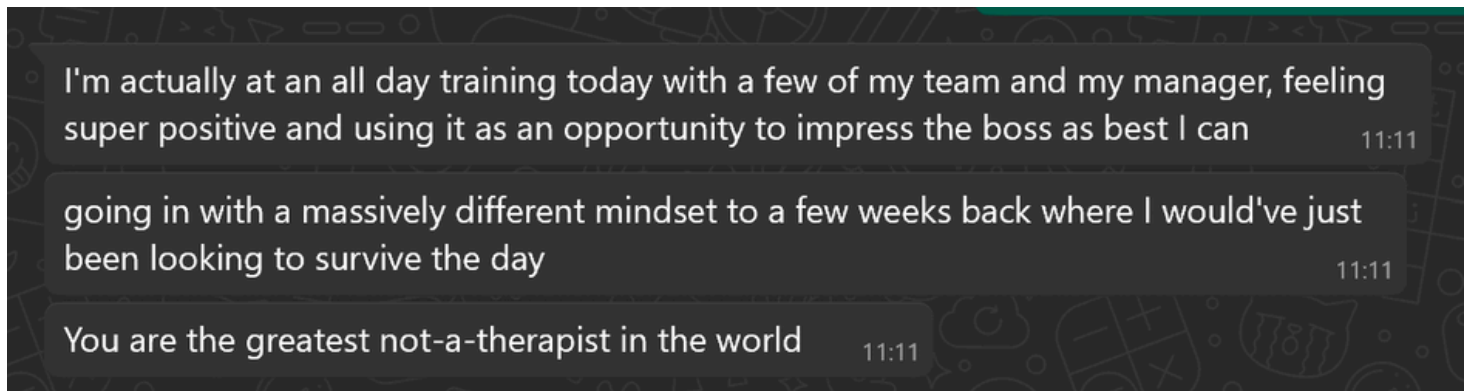 I'm actually at an all day training today with a few of my team and my manager, feeling
super positive and using it as an opportunity to impress the boss as best I can
11:11
going in with a massively different mindset to a few weeks back where I would've just
been looking to survive the day
11:11
You are the greatest not-a-therapist in the world
11:11